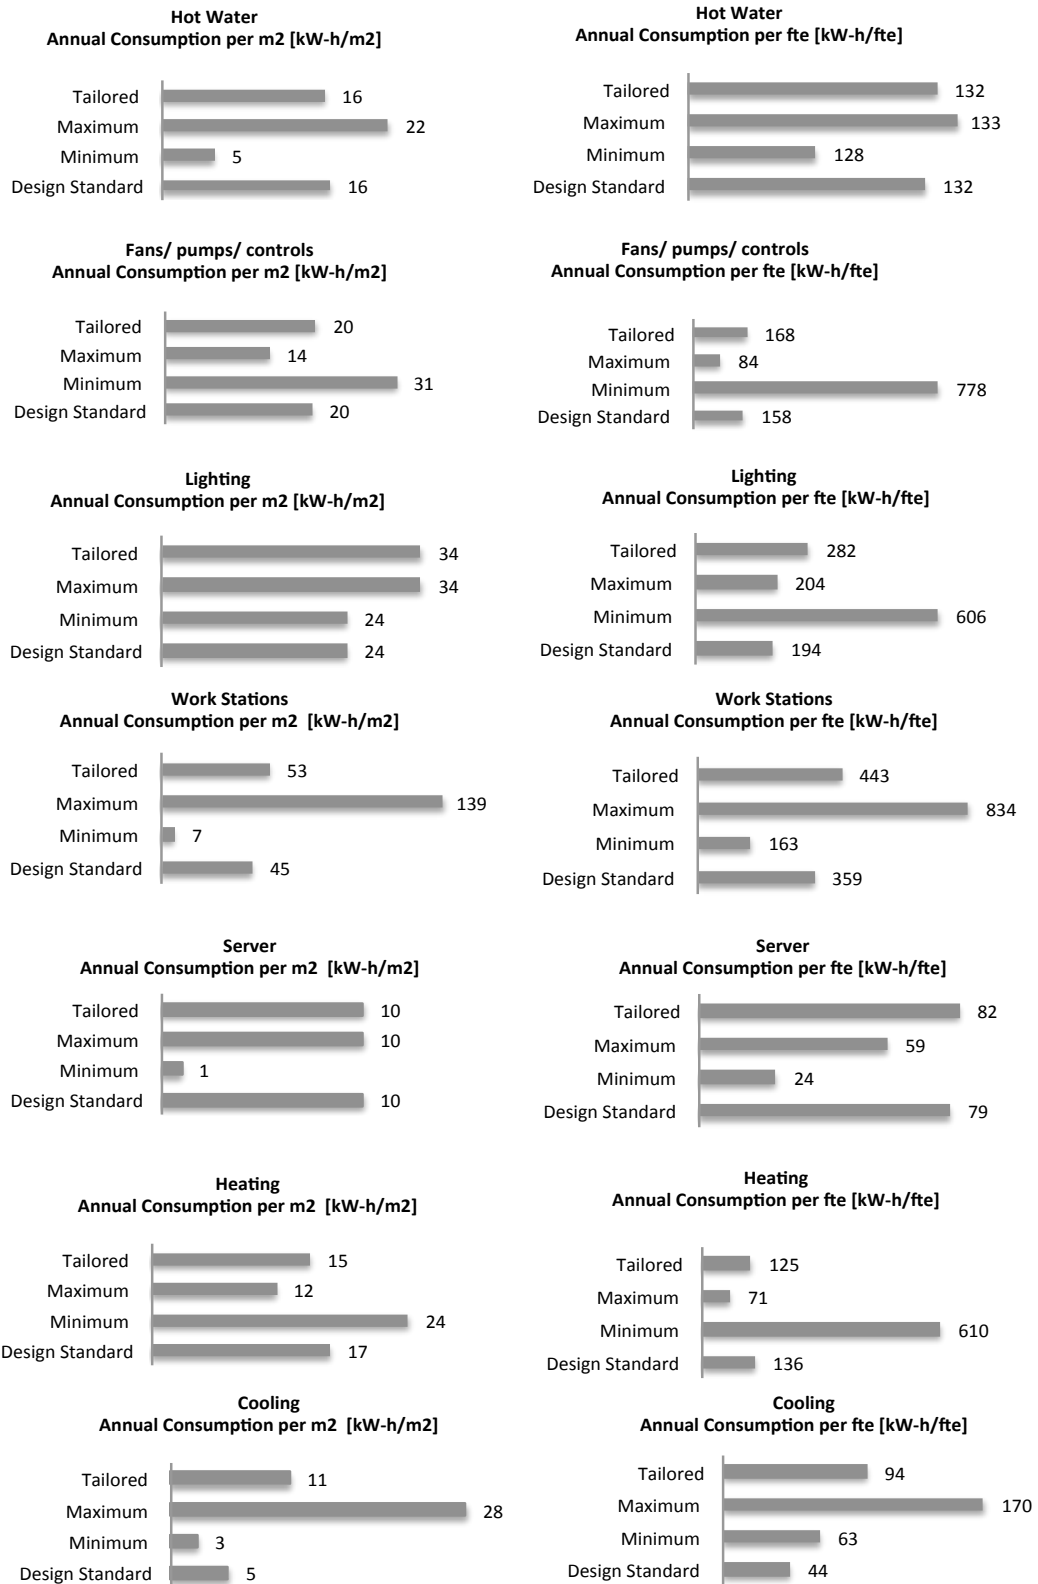 Hot Water
Annual Consumption per m2 [kW-h/m2]
Tailored 16
Maximum 22
Minimum 5
Design Standard 16
Hot Water
Annual Consumption per fte [kW-h/fte]
Tailored 132
Maximum 133
Minimum 128
Design Standard 132
Fans/ pumps/ controls
Annual Consumption per m2 [kW-h/m2]
Tailored 20
Maximum 14
Minimum 31
Design Standard 20
Fans/ pumps/ controls
Annual Consumption per fte [kW-h/fte]
Tailored 168
Maximum 84
Minimum 778
Design Standard 158
Lighting
Annual Consumption per m2 [kW-h/m2]
Tailored 34
Maximum 34
Minimum 24
Design Standard 24
Lighting
Annual Consumption per fte [kW-h/fte]
Tailored 282
Maximum 204
Minimum 606
Design Standard 194
Work Stations
Annual Consumption per m2 [kW-h/m2]
Tailored 53
Maximum 139
Minimum 7
Design Standard 45
Work Stations
Annual Consumption per fte [kW-h/fte]
Tailored 443
Maximum 834
Minimum 163
Design Standard 359
Server
Annual Consumption per m2 [kW-h/m2]
Tailored 10
Maximum 10
Minimum 1
Design Standard 10
Server
Annual Consumption per fte [kW-h/fte]
Tailored 82
Maximum 59
Minimum 24
Design Standard 79
Heating
Annual Consumption per m2 [kW-h/m2]
Tailored 15
Maximum 12
Minimum 24
Design Standard 17
Heating
Annual Consumption per fte [kW-h/fte]
Tailored 125
Maximum 71
Minimum 610
Design Standard 136
Cooling
Annual Consumption per m2 [kW-h/m2]
Tailored 11
Maximum 28
Minimum 3
Design Standard 5
Cooling
Annual Consumption per fte [kW-h/fte]
Tailored 94
Maximum 170
Minimum 63
Design Standard 44